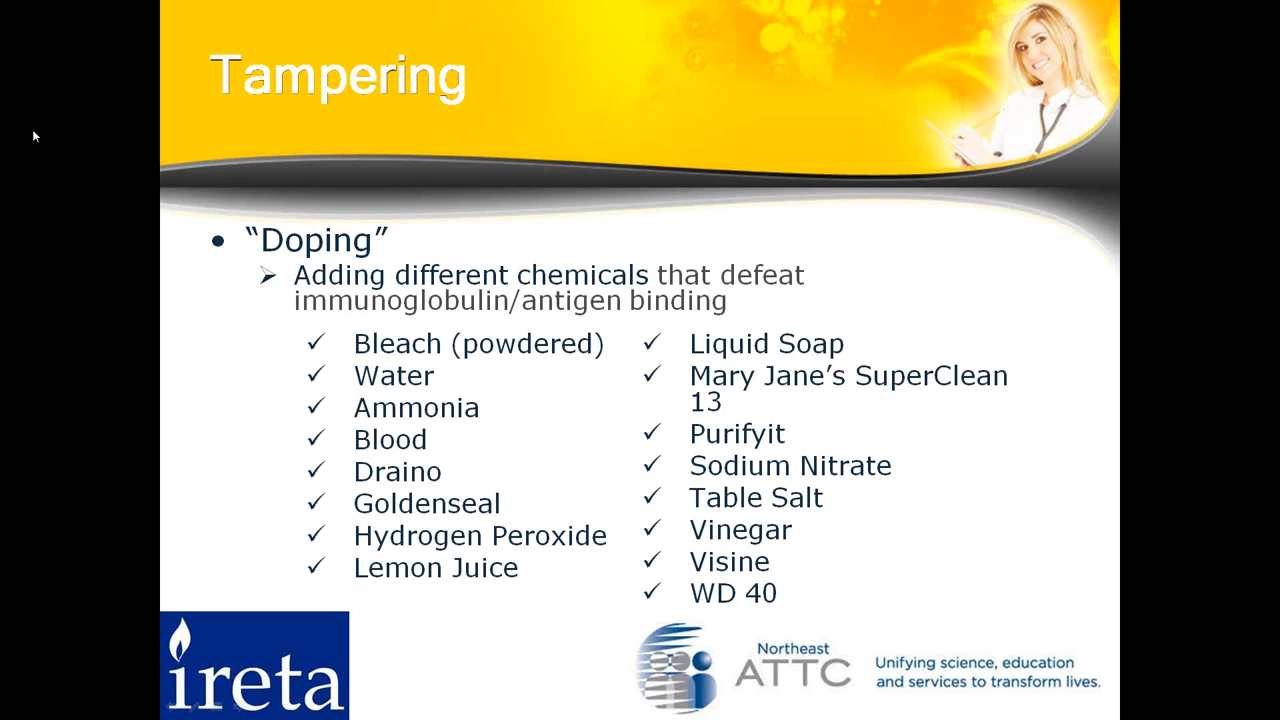 Tampering
• “Doping”
➢ Adding different chemicals that defeat
immunoglobulin/antigen binding
✓ Bleach (powdered)
✓ Water
✓ Ammonia
✓ Blood
✓ Draino
✓ Goldenseal
✓ Hydrogen Peroxide
✓ Lemon Juice
✓ Liquid Soap
✓ Mary Jane’s SuperClean
13
✓ Purifyit
✓ Sodium Nitrate
✓ Table Salt
✓ Vinegar
✓ Visine
✓ WD 40
ireta
Northeast
ATTC
Unifying science, education
and services to transform lives.